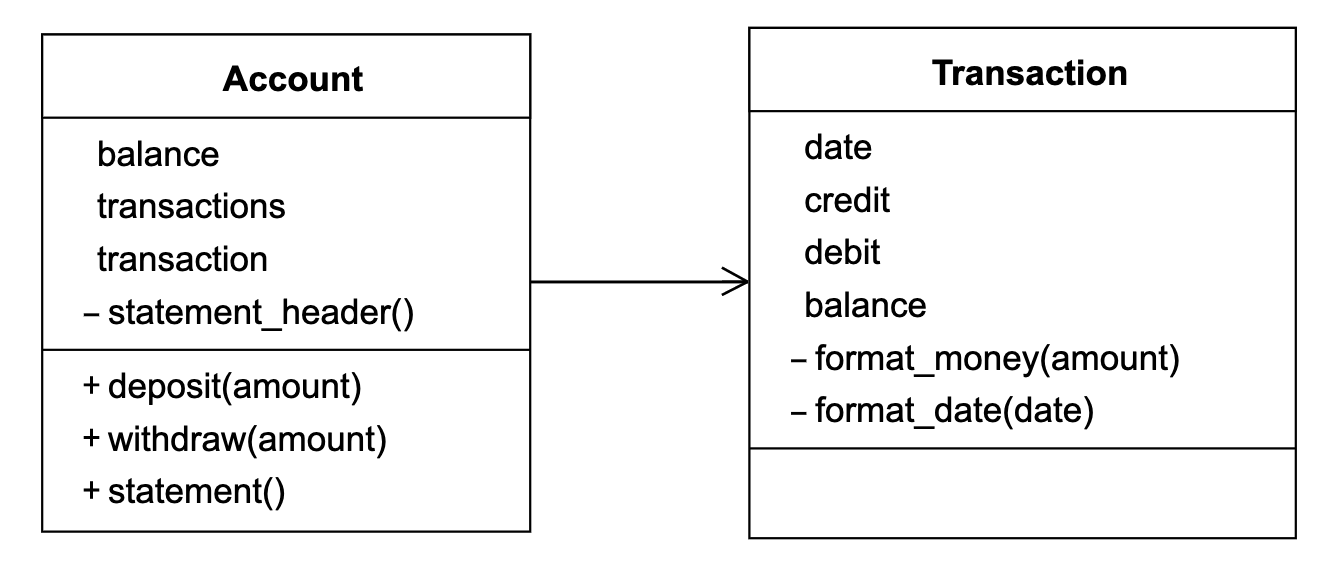 Account
balance
transactions
transaction
– statement_header()
+ deposit(amount)
+ withdraw(amount)
+ statement()
Transaction
date
credit
debit
balance
– format_money(amount)
– format_date(date)